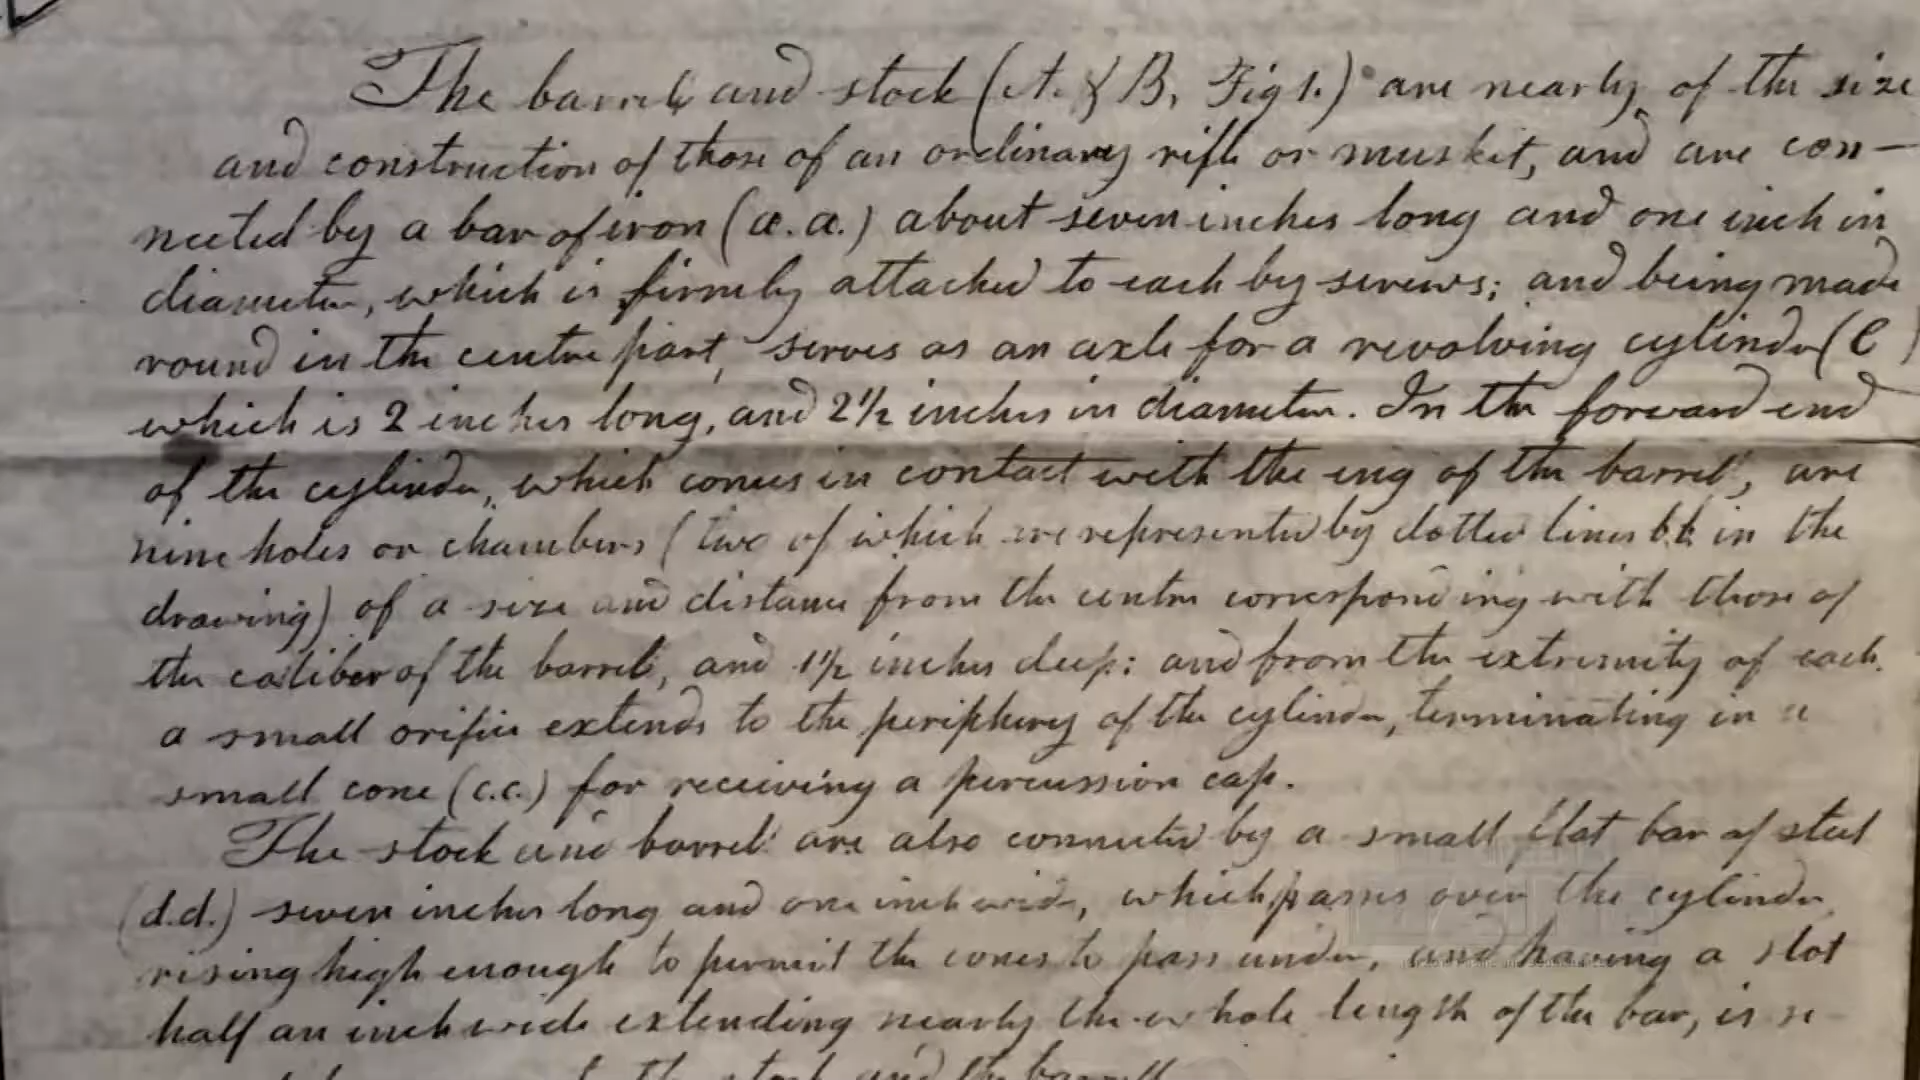 The barrel and stock (A. & B, Fig 1.) are nearly of the size
and construction of those of an ordinary rifle or musket, and are con-
nected by a bar of iron (a.a.) about seven inches long and one inch in
diameter, which is firmly attached to each by screws; and being made
round in the centre part, serves as an axle for a revolving cylinder (C)
which is 2 inches long, and 2½ inches in diameter. In the forward end
of the cylinder, which comes in contact with the eng of the barrel, are
nine holes or chambers (two of which are represented by dotted lines b.b. in the
drawing) of a size and distance from the centre corresponding with those of
the caliber of the barrel, and 1½ inches deep: and from the extremity of each
a small orifice extends to the periphery of the cylinder, terminating in a
small cone (c.c.) for receiving a percussion cap.
The stock and barrel are also connected by a small flat bar of steel
(d.d.) seven inches long and one inch wide, which passes over the cylinder
rising high enough to permit the cones to pass under, and having a slot
half an inch wide extending nearly the whole length of the bar, is
the stock and the barrell